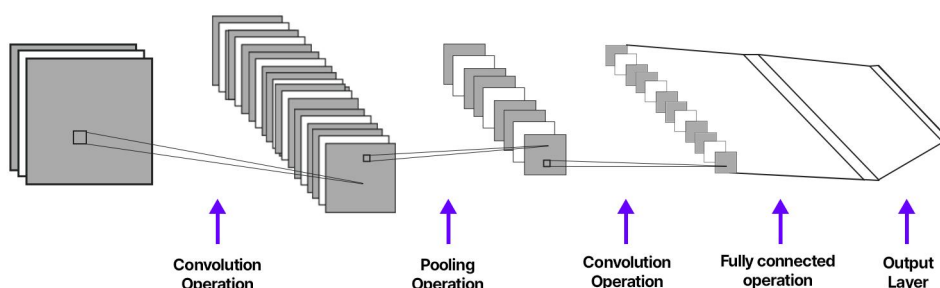 Convolution
Operation
Pooling
Operation
Convolution
Operation
Fully connected
operation
Output
Layer